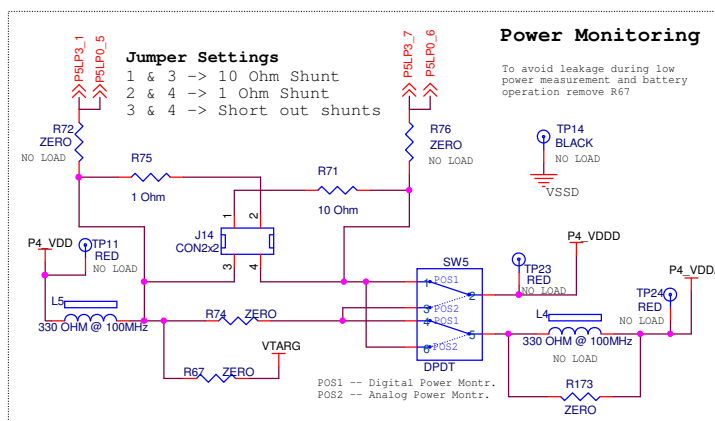 Power Monitoring
To avoid leakage during low
power measurement and battery
operation remove R67
P5LP3_1
P5LP0_5
Jumper Settings
1 & 3 -> 10 Ohm Shunt
2 & 4 -> 1 Ohm Shunt
3 & 4 -> Short out shunts
P5LP3_7
P5LP0_6
R72
ZERO
NO LOAD
R76
ZERO
NO LOAD
TP14
BLACK
NO LOAD
VSSD
R75
1 Ohm
R71
10 Ohm
1
2
J14
CON2x2
3
4
P4_VDD
TP11
RED
NO LOAD
L5
330 OHM @ 100MHz
R74
ZERO
VTARG
R67
ZERO
SW5
1
POS1
2
3
POS2
4
POS1
5
6
POS2
DPDT
POS1 -- Digital Power Montr.
POS2 -- Analog Power Montr.
P4_VDDD
TP23
RED
NO LOAD
P4_VDDA
TP24
RED
NO LOAD
L4
330 OHM @ 100MHz
NO LOAD
R173
ZERO